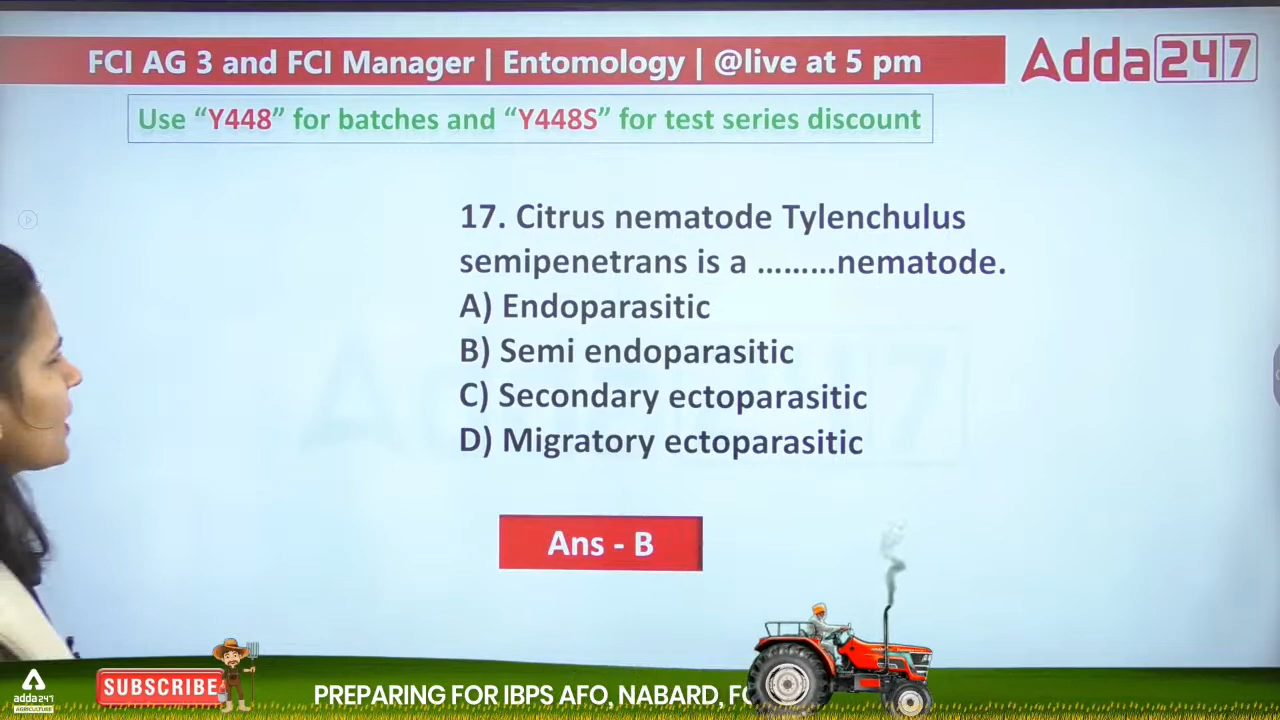 FCI AG 3 and FCI Manager | Entomology | @live at 5 pm
Adda247
Use “Y448” for batches and “Y448S” for test series discount
17. Citrus nematode Tylenchulus
semipenetrans is a .........nematode.
A) Endoparasitic
B) Semi endoparasitic
C) Secondary ectoparasitic
D) Migratory ectoparasitic
Ans - B
adda247
AGRICULTURE
SUBSCRIBE
PREPARING FOR IBPS AFO, NABARD,